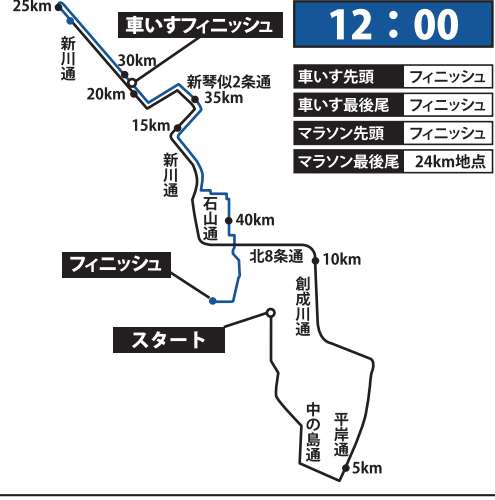 25km
新川通
車いすフィニッシュ
12：00
30km
20km
新琴似2条通
35km
15km
新川通
車いす先頭 フィニッシュ
車いす最後尾 フィニッシュ
マラソン先頭 フィニッシュ
マラソン最後尾 24km地点
石山通
40km
北8条通
10km
フィニッシュ
創成川通
スタート
中の島通
平岸通
5km